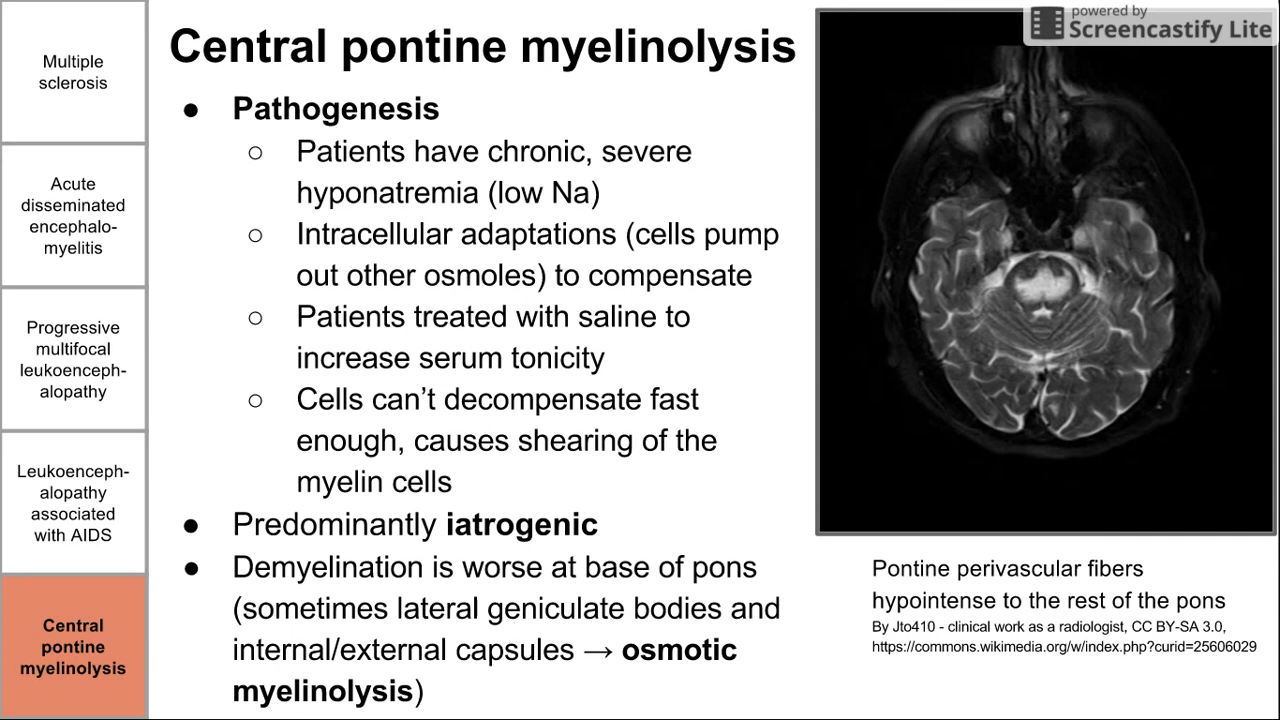 Multiple
sclerosis
Acute
disseminated
encephalo-
myelitis
Progressive
multifocal
leukoenceph-
alopathy
Leukoenceph-
alopathy
associated
with AIDS
Central
pontine
myelinolysis
Central pontine myelinolysis
● Pathogenesis
○ Patients have chronic, severe
hyponatremia (low Na)
○ Intracellular adaptations (cells pump
out other osmoles) to compensate
○ Patients treated with saline to
increase serum tonicity
○ Cells can’t decompensate fast
enough, causes shearing of the
myelin cells
● Predominantly iatrogenic
● Demyelination is worse at base of pons
(sometimes lateral geniculate bodies and
internal/external capsules → osmotic
myelinolysis)
powered by
Screencastify Lite
Pontine perivascular fibers
hypointense to the rest of the pons
By Jto410 - clinical work as a radiologist, CC BY-SA 3.0,
https://commons.wikimedia.org/w/index.php?curid=25606029